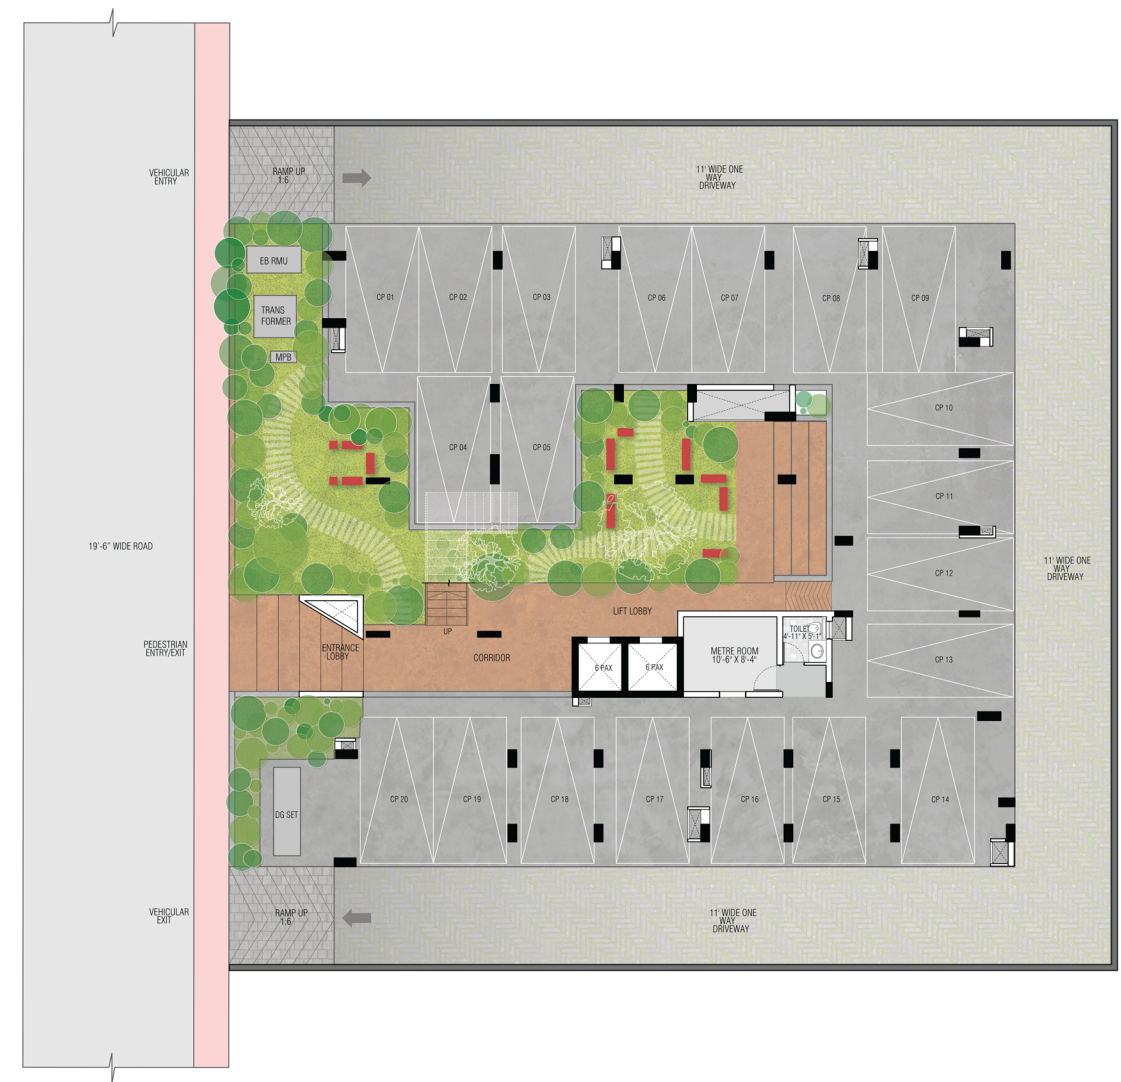 VEHICULAR
ENTRY
RAMP UP
1:6
11' WIDE ONE
WAY
DRIVEWAY
EB RMU
TRANS
FORMER
MPB
CP 01
CP 02
CP 03
CP 06
CP 07
CP 08
CP 09
CP 04
CP 05
CP 10
CP 11
CP 12
CP 13
19'-6" WIDE ROAD
11' WIDE ONE
WAY
DRIVEWAY
PEDESTRIAN
ENTRY/EXIT
ENTRANCE
LOBBY
UP
CORRIDOR
LIFT LOBBY
6 PAX
6 PAX
METRE ROOM
10'-6" X 8'-4"
TOILET
4'-11" X 5'-1"
CP 20
CP 19
CP 18
CP 17
CP 16
CP 15
CP 14
DG SET
VEHICULAR
EXIT
RAMP UP
1:6
11' WIDE ONE
WAY
DRIVEWAY